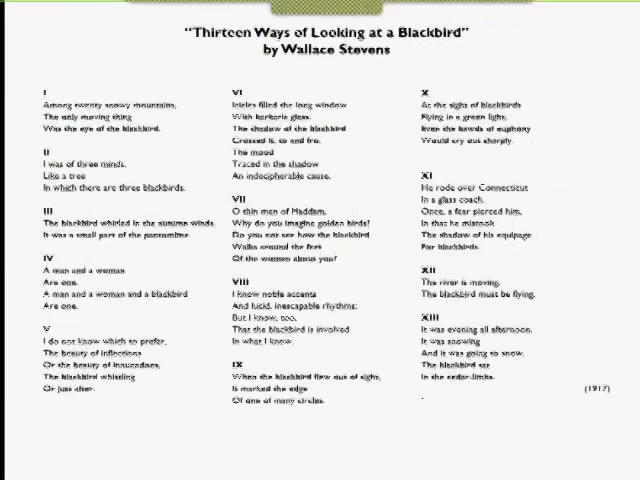 "Thirteen Ways of Looking at a Blackbird"
by Wallace Stevens
I
Among twenty snowy mountains,
The only moving thing
Was the eye of the blackbird.
II
I was of three minds,
Like a tree
In which there are three blackbirds.
III
The blackbird whirled in the autumn winds.
It was a small part of the pantomime.
IV
A man and a woman
Are one.
A man and a woman and a blackbird
Are one.
V
I do not know which to prefer,
The beauty of inflections
Or the beauty of innuendoes,
The blackbird whistling
Or just after.
VI
Icicles filled the long window
With barbaric glass.
The shadow of the blackbird
Crossed it, to and fro.
The mood
Traced in the shadow
An indecipherable cause.
VII
O thin men of Haddam,
Why do you imagine golden birds?
Do you not see how the blackbird
Walks around the feet
Of the women about you?
VIII
I know noble accents
And lucid, inescapable rhythms;
But I know, too,
That the blackbird is involved
In what I know.
IX
When the blackbird flew out of sight,
It marked the edge
Of one of many circles.
X
At the sight of blackbirds
Flying in a green light,
Even the bawds of euphony
Would cry out sharply.
XI
He rode over Connecticut
In a glass coach.
Once, a fear pierced him,
In that he mistook
The shadow of his equipage
For blackbirds.
XII
The river is moving.
The blackbird must be flying.
XIII
It was evening all afternoon.
It was snowing
And it was going to snow.
The blackbird sat
In the cedar-limbs.
(1917)